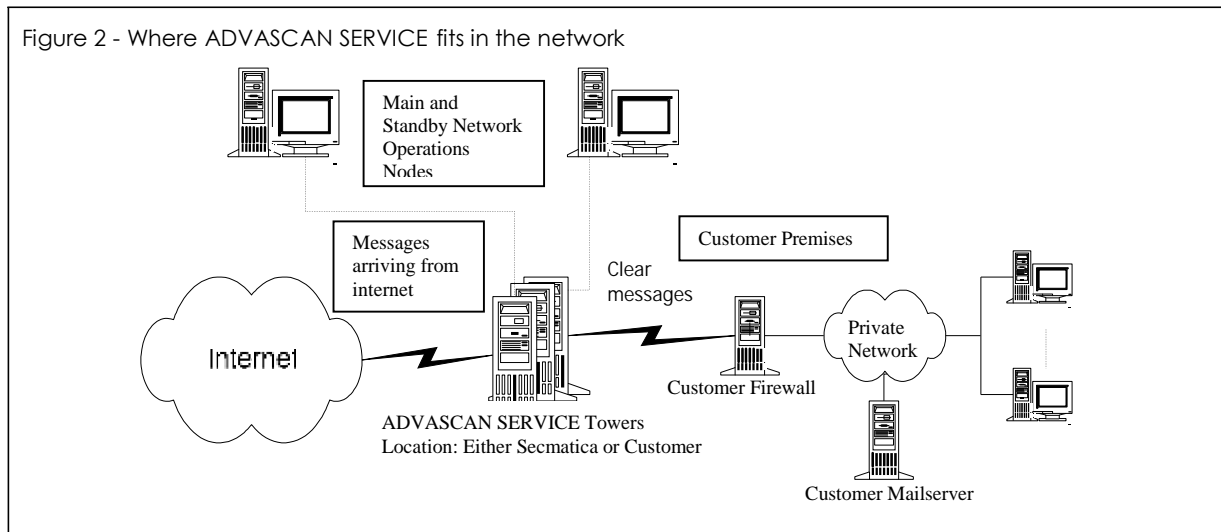 Figure 2 - Where ADVASCAN SERVICE fits in the network
Main and
Standby Network
Operations
Nodes
Messages
arriving from
internet
Customer Premises
Clear
messages
Internet
Private
Network
Customer Firewall
ADVASCAN SERVICE Towers
Location: Either Secmatica or Customer
Customer Mailserver